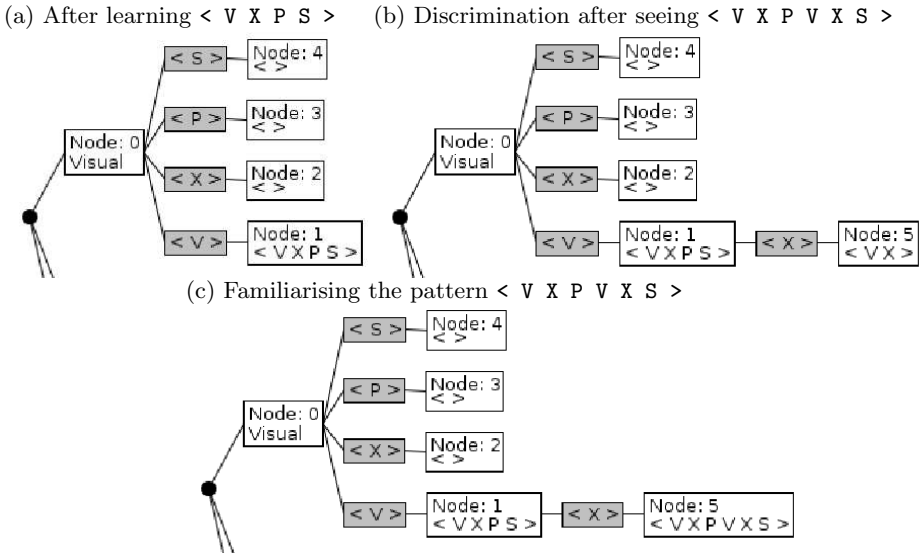 (a) After learning < V X P S >
(b) Discrimination after seeing < V X P V X S >
< S >
Node: 4
< >
< P >
Node: 3
< >
Node: 0
Visual
< X >
Node: 2
< >
< V >
Node: 1
< V X P S >
< S >
Node: 4
< >
< P >
Node: 3
< >
Node: 0
Visual
< X >
Node: 2
< >
< V >
Node: 1
< V X P S >
< X >
Node: 5
< V X >
(c) Familiarising the pattern < V X P V X S >
< S >
Node: 4
< >
< P >
Node: 3
< >
Node: 0
Visual
< X >
Node: 2
< >
< V >
Node: 1
< V X P S >
< X >
Node: 5
< V X P V X S >